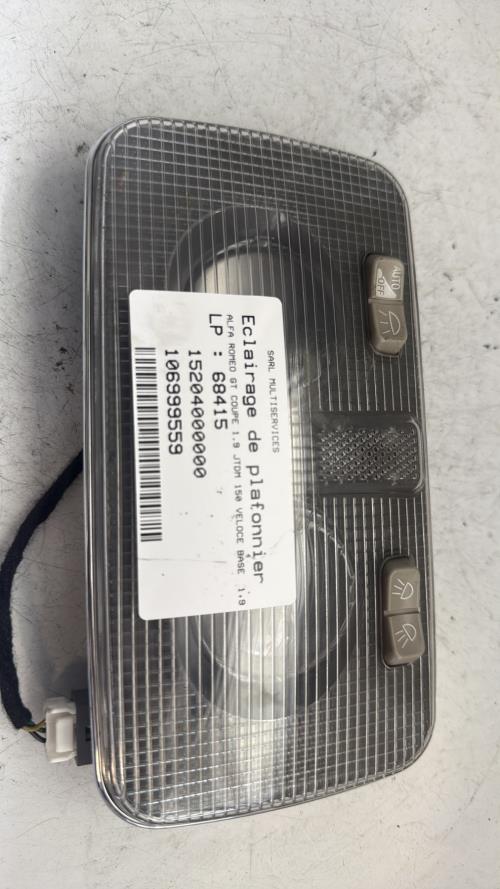 SARL MULTISERVICES
Eclairage de plafonnier
ALFA ROMEO GT COUPE 1.9 JTDM 150 VELOCE BASE 1.9
LP : 68415
15204000000
106999559
AUTO
OFF